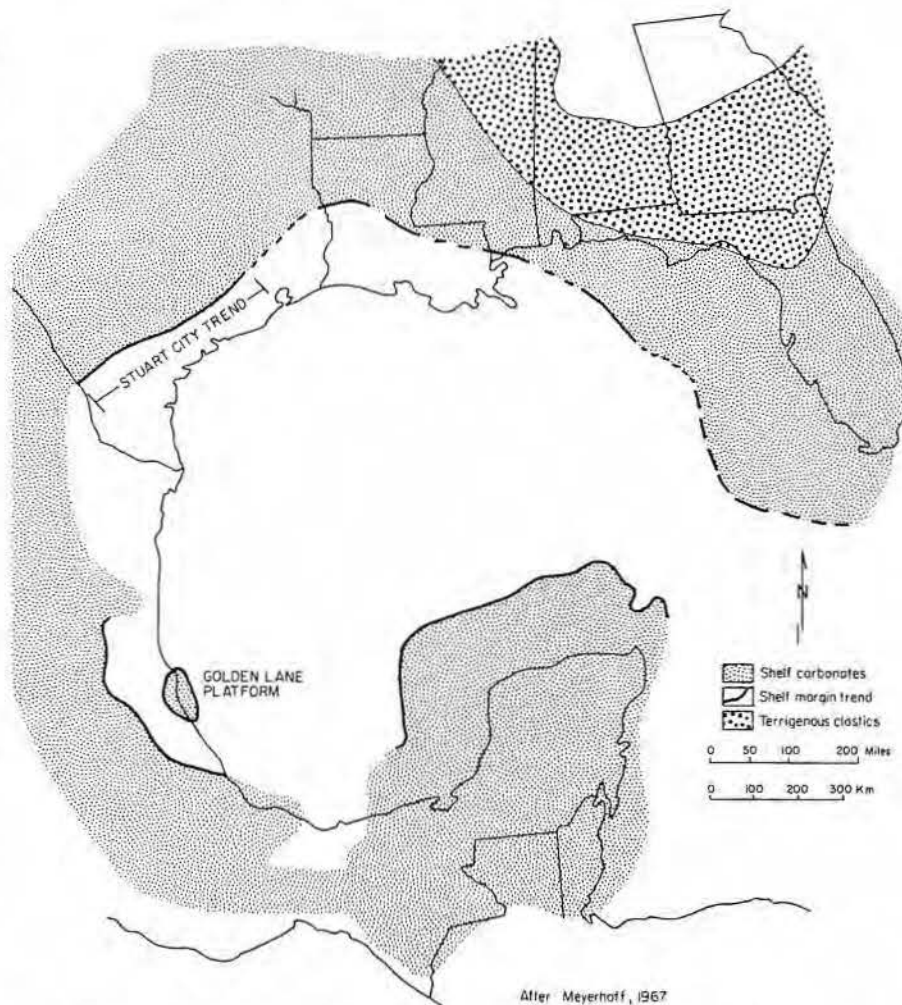 STUART CITY TREND
N
GOLDEN LANE
PLATFORM
Shelf carbonates
Shelf margin trend
Terrigenous clastics
0 50 100 200 Miles
0 100 200 300 Km
After Meyerhoff, 1967